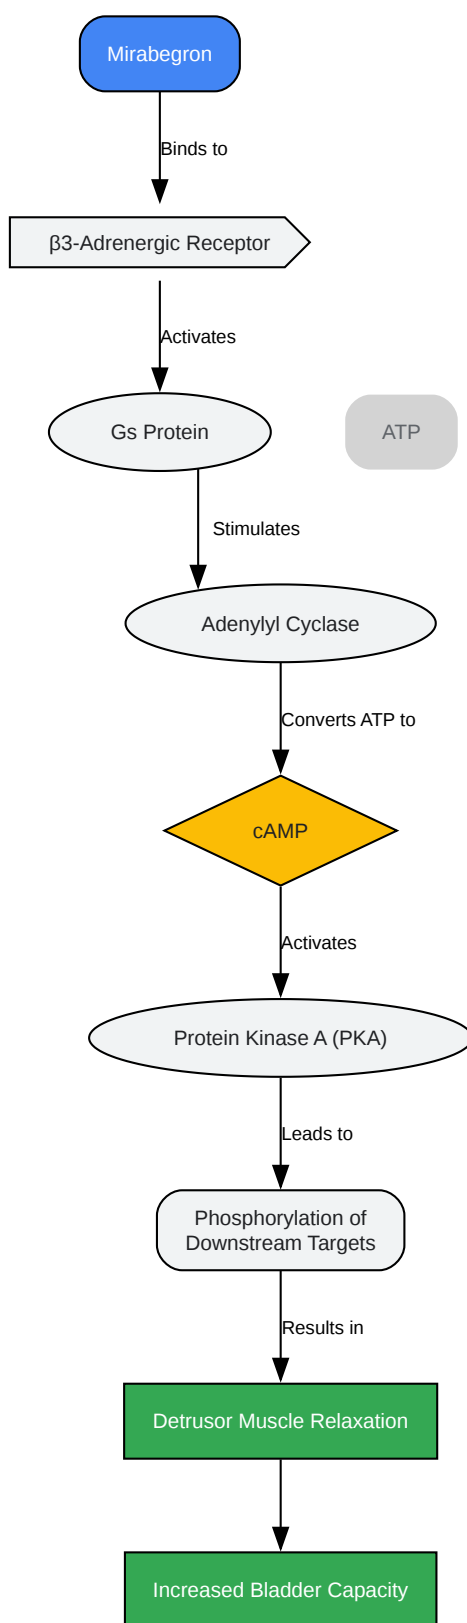 Mirabegron
Binds to
β3-Adrenergic Receptor
Activates
Gs Protein
ATP
Stimulates
Adenylyl Cyclase
Converts ATP to
cAMP
Activates
Protein Kinase A (PKA)
Leads to
Phosphorylation of
Downstream Targets
Results in
Detrusor Muscle Relaxation
Increased Bladder Capacity